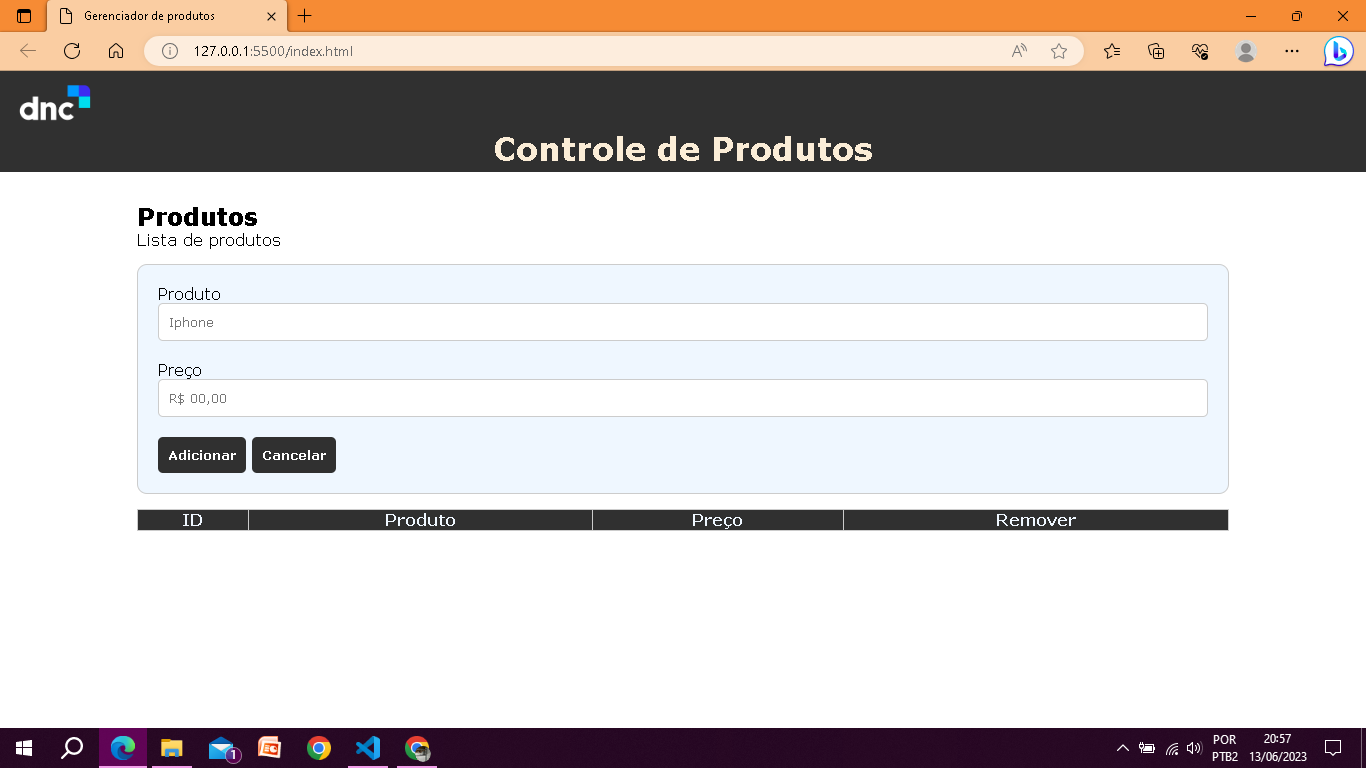 Gerenciador de produtos
127.0.0.1:5500/index.html
dnc
Controle de Produtos
Produtos
Lista de produtos
Produto
Iphone
Preço
R$ 00,00
Adicionar Cancelar
ID Produto Preço Remover
1
POR
PTB2
20:57
13/06/2023